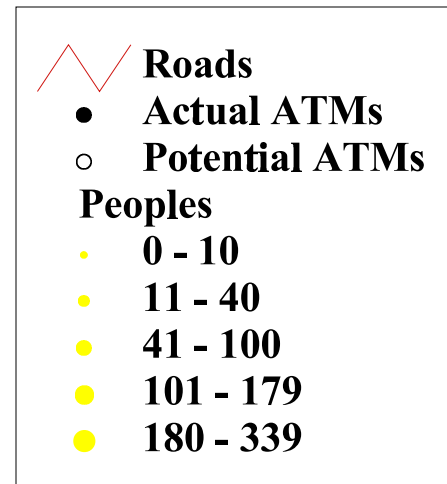 Roads
Actual ATMs
Potential ATMs
Peoples
0 - 10
11 - 40
41 - 100
101 - 179
180 - 339